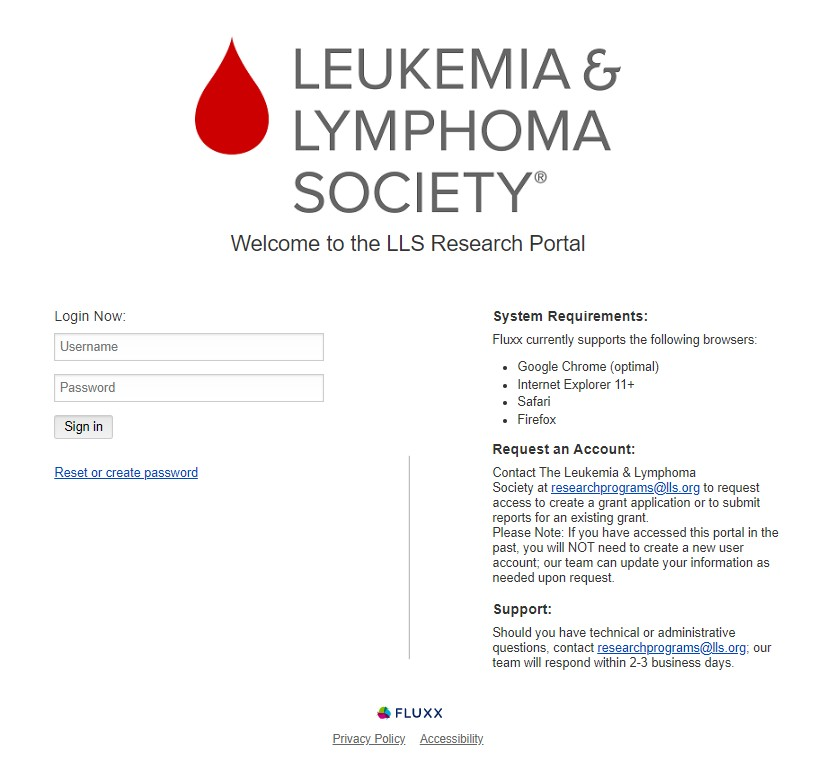 LEUKEMIA &
LYMPHOMA
SOCIETY®
Welcome to the LLS Research Portal
Login Now:
Username
Password
Sign in
Reset or create password
System Requirements:
Fluxx currently supports the following browsers:
• Google Chrome (optimal)
• Internet Explorer 11+
• Safari
• Firefox
Request an Account:
Contact The Leukemia & Lymphoma
Society at researchprograms@lls.org to request
access to create a grant application or to submit
reports for an existing grant.
Please Note: If you have accessed this portal in the
past, you will NOT need to create a new user
account; our team can update your information as
needed upon request.
Support:
Should you have technical or administrative
questions, contact researchprograms@lls.org; our
team will respond within 2-3 business days.
FLUXX
Privacy Policy Accessibility